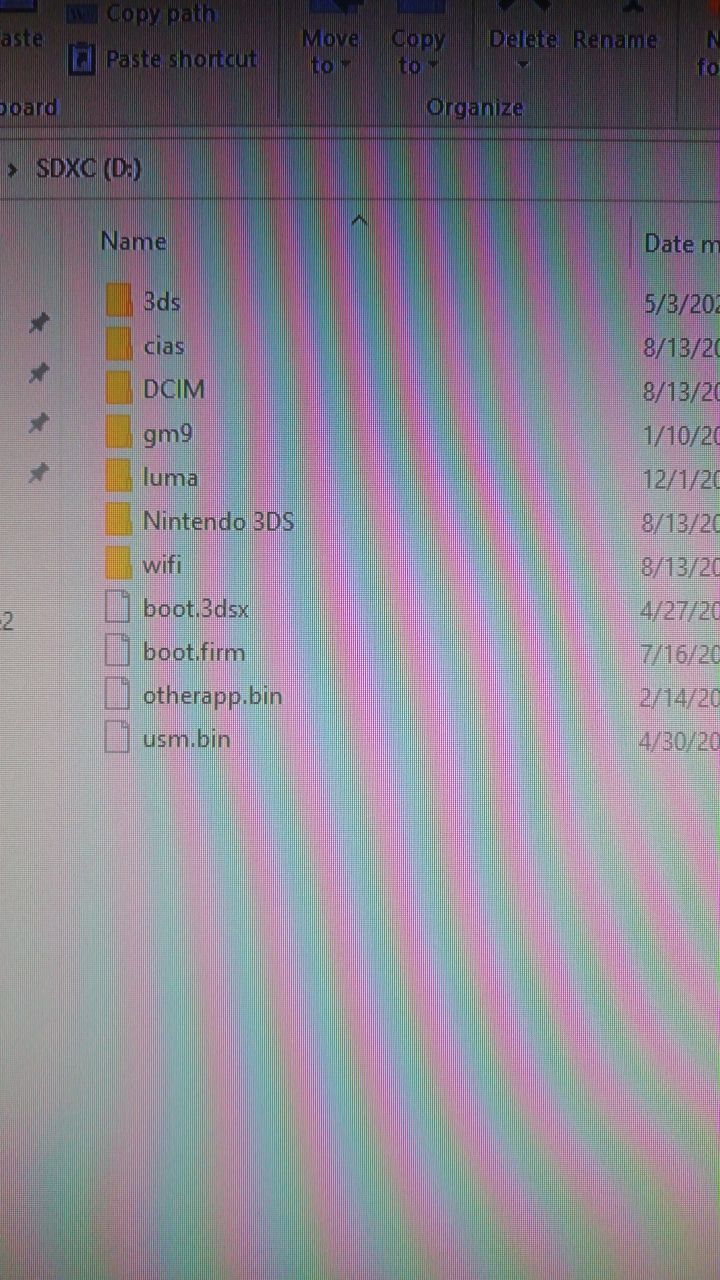 Copy path
aste
Paste shortcut
Move
to
Copy
to
Delete
Rename
N
fo
board
Organize
SDXC (D:)
Name
Date m
3ds
5/3/202
cias
8/13/20
DCIM
8/13/20
gm9
1/10/20
luma
12/1/20
Nintendo 3DS
8/13/20
wifi
8/13/20
boot.3dsx
4/27/20
2
boot.firm
7/16/20
otherapp.bin
2/14/20
usm.bin
4/30/20